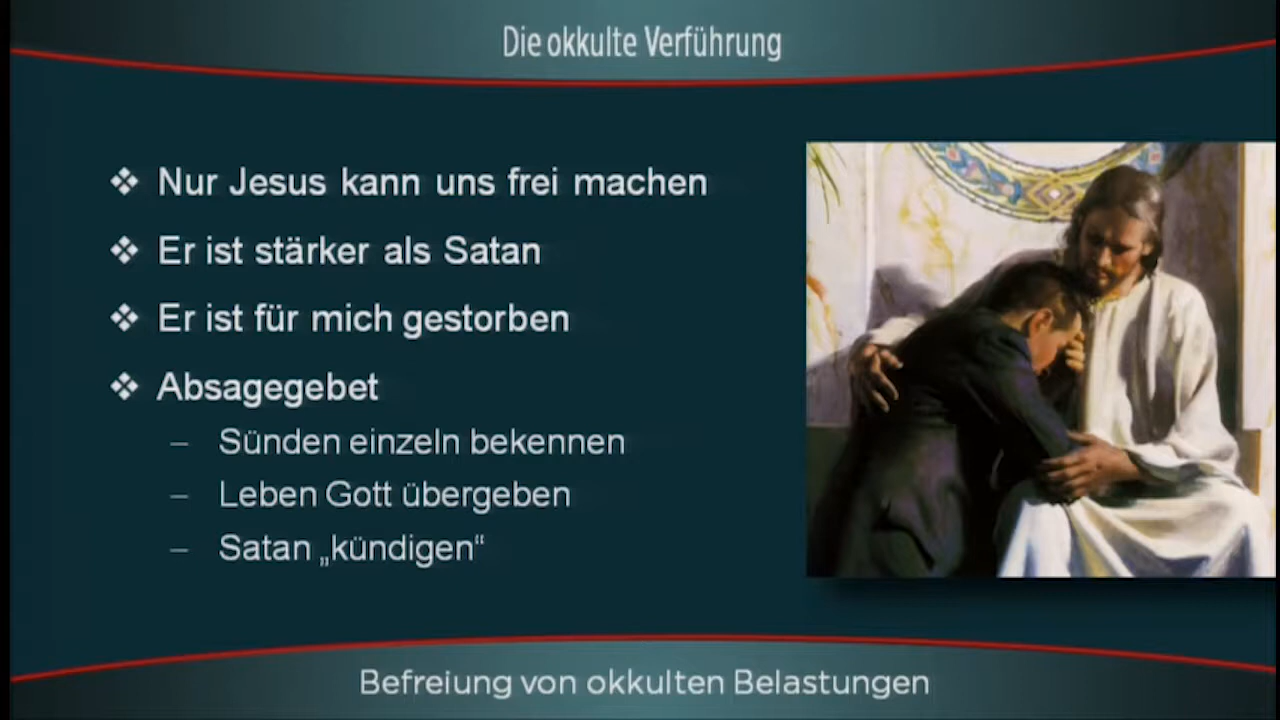 Die okkulte Verführung
Nur Jesus kann uns frei machen
Er ist stärker als Satan
Er ist für mich gestorben
Absagegebet
– Sünden einzeln bekennen
– Leben Gott übergeben
– Satan „kündigen“
Befreiung von okkulten Belastungen